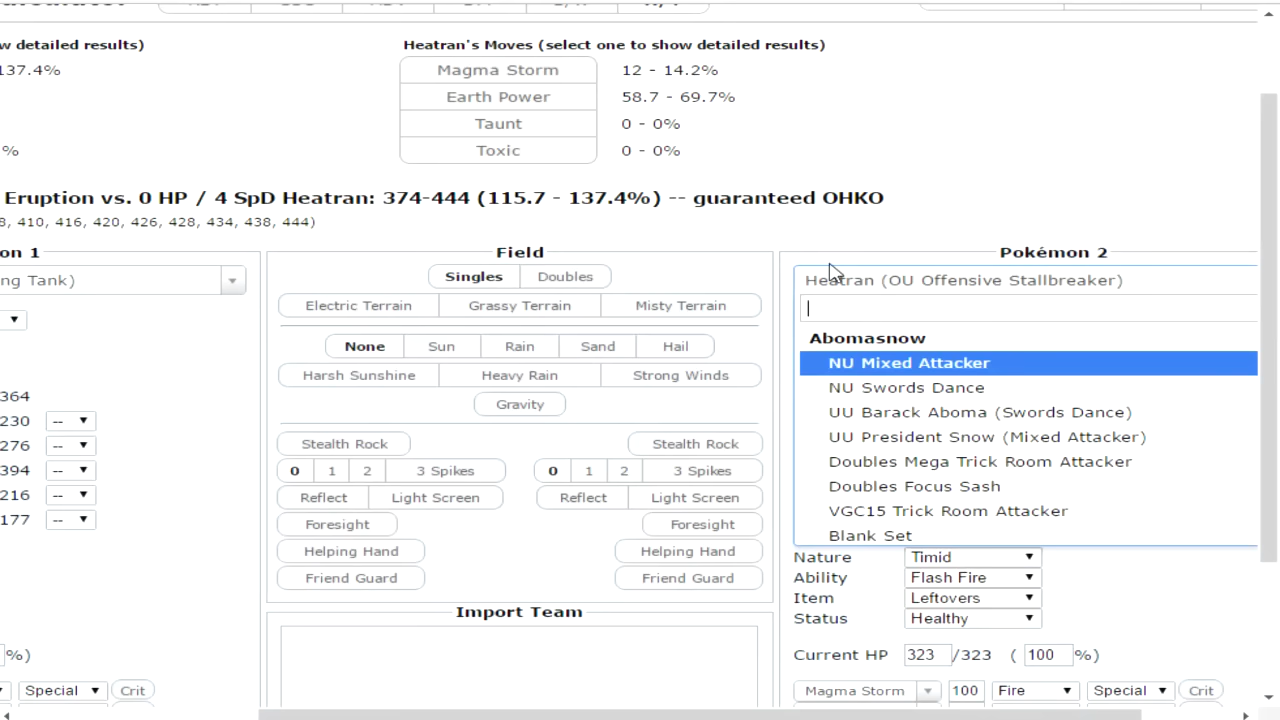 w detailed results)
Heatran's Moves (select one to show detailed results)
137.4%
Magma Storm 12 - 14.2%
Earth Power 58.7 - 69.7%
Taunt 0 - 0%
% Toxic 0 - 0%
Eruption vs. 0 HP / 4 SpD Heatran: 374-444 (115.7 - 137.4%) -- guaranteed OHKO
8, 410, 416, 420, 426, 428, 434, 438, 444)
on 1
ng Tank)
364
230 --
276 --
394 --
216 --
177 --
%)
Special Crit
Field
Singles Doubles
Electric Terrain Grassy Terrain Misty Terrain
None Sun Rain Sand Hail
Harsh Sunshine Heavy Rain Strong Winds
Gravity
Stealth Rock Stealth Rock
0 1 2 3 Spikes 0 1 2 3 Spikes
Reflect Light Screen Reflect Light Screen
Foresight Foresight
Helping Hand Helping Hand
Friend Guard Friend Guard
Import Team
Pokémon 2
Heatran (OU Offensive Stallbreaker)
Abomasnow
NU Mixed Attacker
NU Swords Dance
UU Barack Aboma (Swords Dance)
UU President Snow (Mixed Attacker)
Doubles Mega Trick Room Attacker
Doubles Focus Sash
VGC15 Trick Room Attacker
Blank Set
Nature Timid
Ability Flash Fire
Item Leftovers
Status Healthy
Current HP 323 /323 ( 100 %)
Magma Storm 100 Fire Special Crit